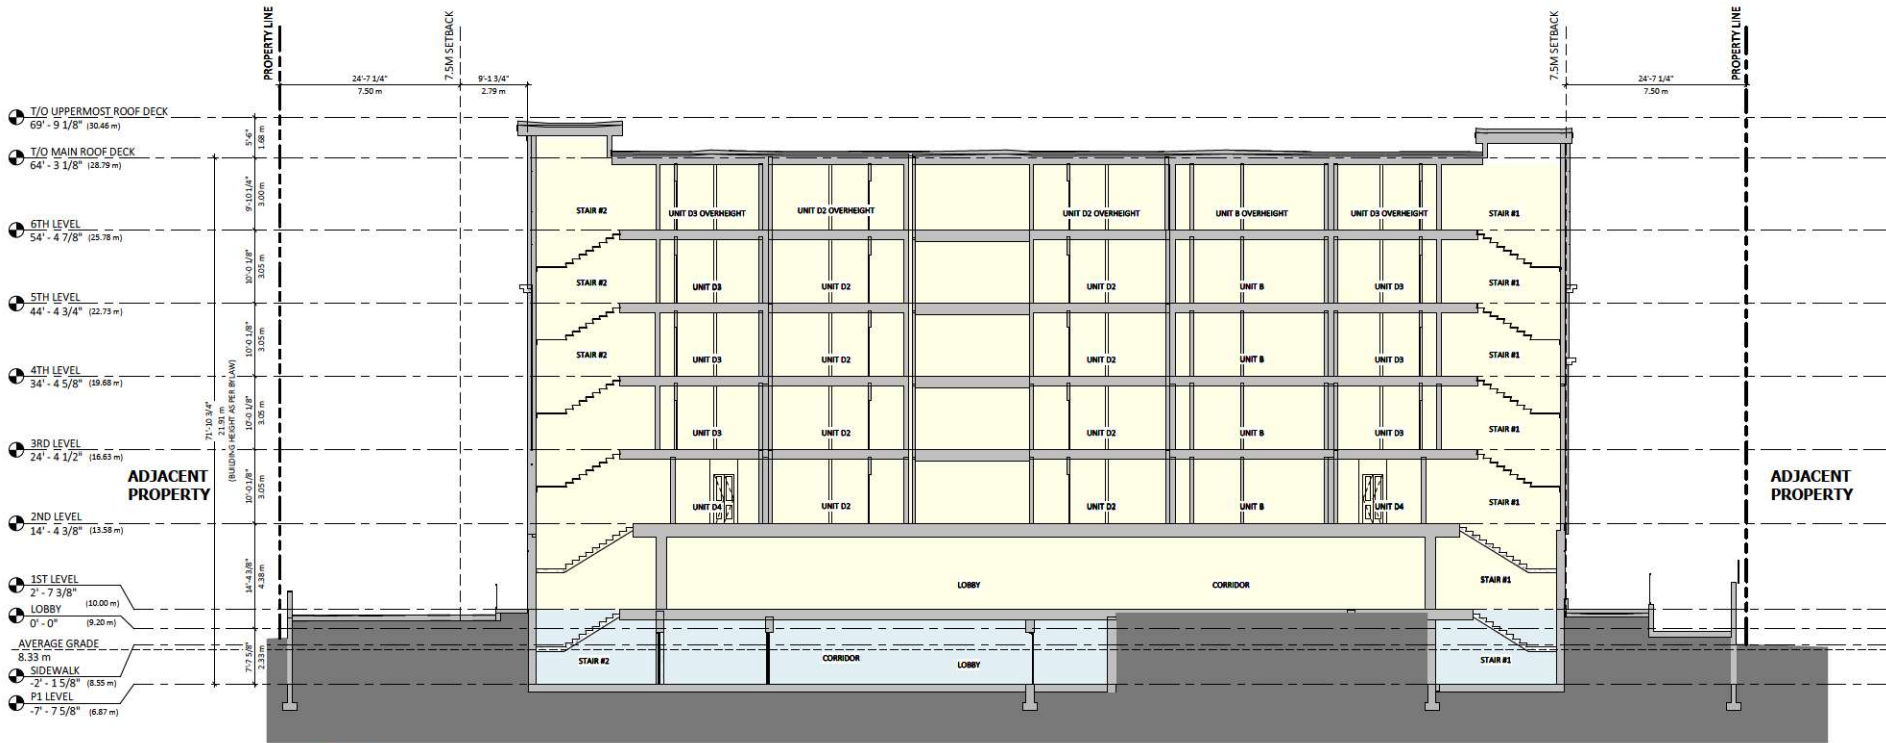 PROPERTY LINE
7.5M SETBACK
7.5M SETBACK
PROPERTY LINE
24'-7 1/4"
7.50 m
9'-1 3/4"
2.79 m
24'-7 1/4"
7.50 m
T/O UPPERMOST ROOF DECK
69' - 9 1/8" (30.46 m)
5'-6"
1.68 m
T/O MAIN ROOF DECK
64' - 3 1/8" (28.79 m)
9'-10 1/4"
3.00 m
STAIR #2
UNIT D3 OVERHEIGHT
UNIT D2 OVERHEIGHT
UNIT D2 OVERHEIGHT
UNIT B OVERHEIGHT
UNIT D3 OVERHEIGHT
STAIR #1
6TH LEVEL
54' - 4 7/8" (25.78 m)
10'-0 1/8"
3.05 m
STAIR #2
UNIT D3
UNIT D2
UNIT D2
UNIT B
UNIT D3
STAIR #1
5TH LEVEL
44' - 4 3/4" (22.73 m)
10'-0 1/8"
3.05 m
STAIR #2
UNIT D3
UNIT D2
UNIT D2
UNIT B
UNIT D3
STAIR #1
4TH LEVEL
34' - 4 5/8" (19.68 m)
71'-10 3/4"
21.91 m
(BUILDING HEIGHT AS PER BYLAW)
10'-0 1/8"
3.05 m
UNIT D3
UNIT D2
UNIT D2
UNIT B
UNIT D3
STAIR #1
3RD LEVEL
24' - 4 1/2" (16.63 m)
ADJACENT
PROPERTY
10'-0 1/8"
3.05 m
UNIT D4
UNIT D2
UNIT D2
UNIT B
UNIT D4
STAIR #1
ADJACENT
PROPERTY
2ND LEVEL
14' - 4 3/8" (13.58 m)
14'-4 3/8"
4.38 m
LOBBY
CORRIDOR
STAIR #1
1ST LEVEL
2' - 7 3/8"
(10.00 m)
LOBBY
0' - 0" (9.20 m)
AVERAGE GRADE
8.33 m
7'-7 5/8"
2.33 m
STAIR #2
CORRIDOR
LOBBY
STAIR #1
SIDEWALK
-2' - 1 5/8" (8.55 m)
P1 LEVEL
-7' - 7 5/8" (6.87 m)